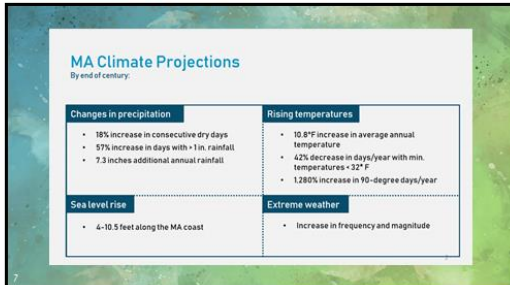 MA Climate Projections
By end of century:
Changes in precipitation
• 18% increase in consecutive dry days
• 57% increase in days with > 1 in. rainfall
• 7.3 inches additional annual rainfall
Rising temperatures
• 10.8°F increase in average annual
temperature
• 42% decrease in days/year with min.
temperatures < 32° F
• 1,280% increase in 90-degree days/year
Sea level rise
• 4-10.5 feet along the MA coast
Extreme weather
• Increase in frequency and magnitude
7